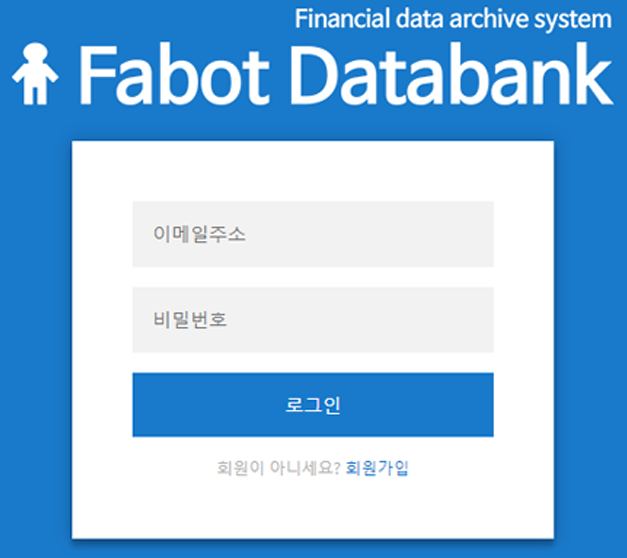 Financial data archive system
Fabot Databank
이메일주소
비밀번호
로그인
회원이 아니세요? 회원가입